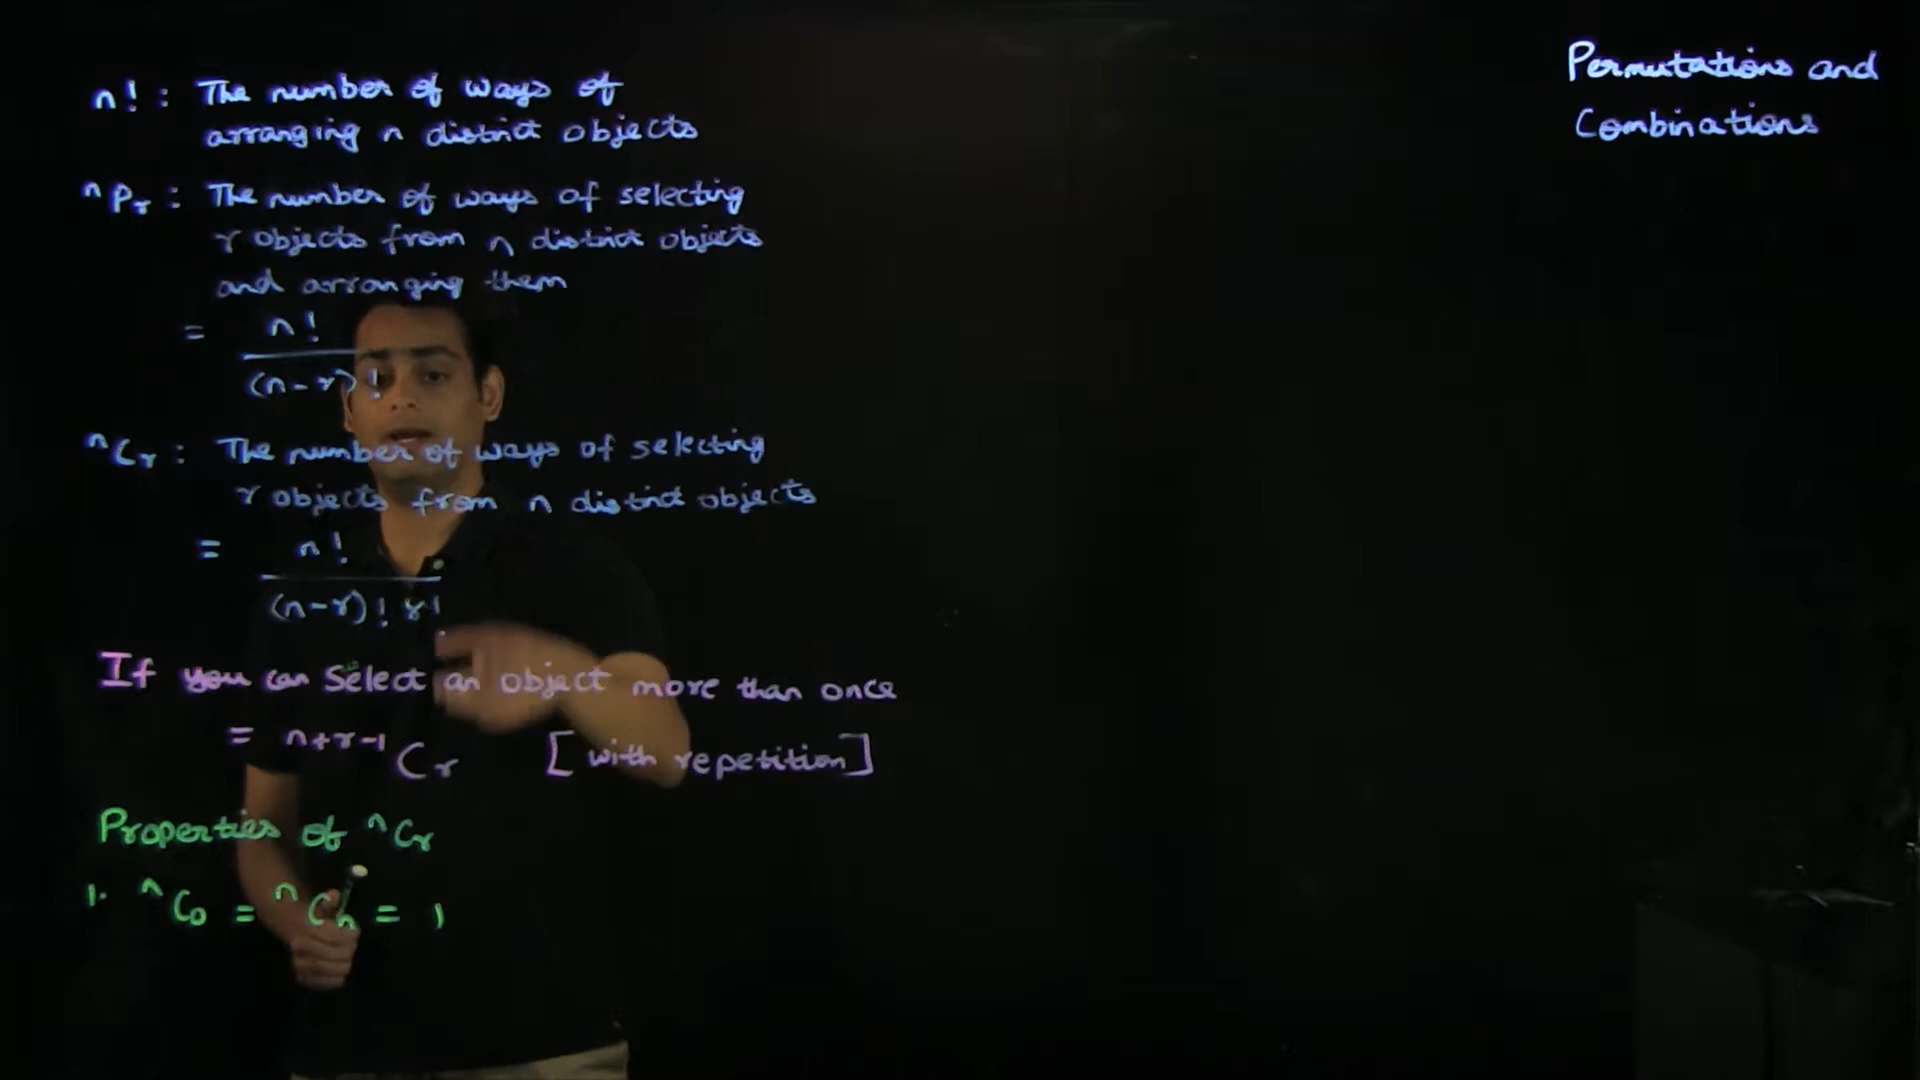 Permutations and
Combinations
n! : The number of ways of
arranging n distinct objects
ⁿPᵣ : The number of ways of selecting
r objects from n distinct objects
and arranging them
= n!
(n-r)!
ⁿCᵣ : The number of ways of selecting
r objects from n distinct objects
= n!
(n-r)! r!
If you can select an object more than once
= ⁿ⁺ʳ⁻¹Cᵣ [with repetition]
Properties of ⁿCᵣ
1. ⁿC₀ = ⁿCₙ = 1